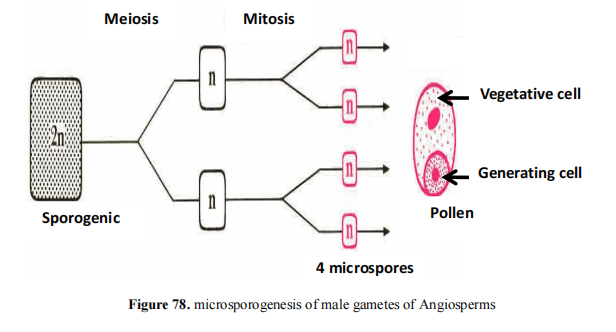 Meiosis
Mitosis
n
n
n
2n
n
n
n
Sporogenic
Vegetative cell
Generating cell
Pollen
4 microspores
Figure 78. microsporogenesis of male gametes of Angiosperms